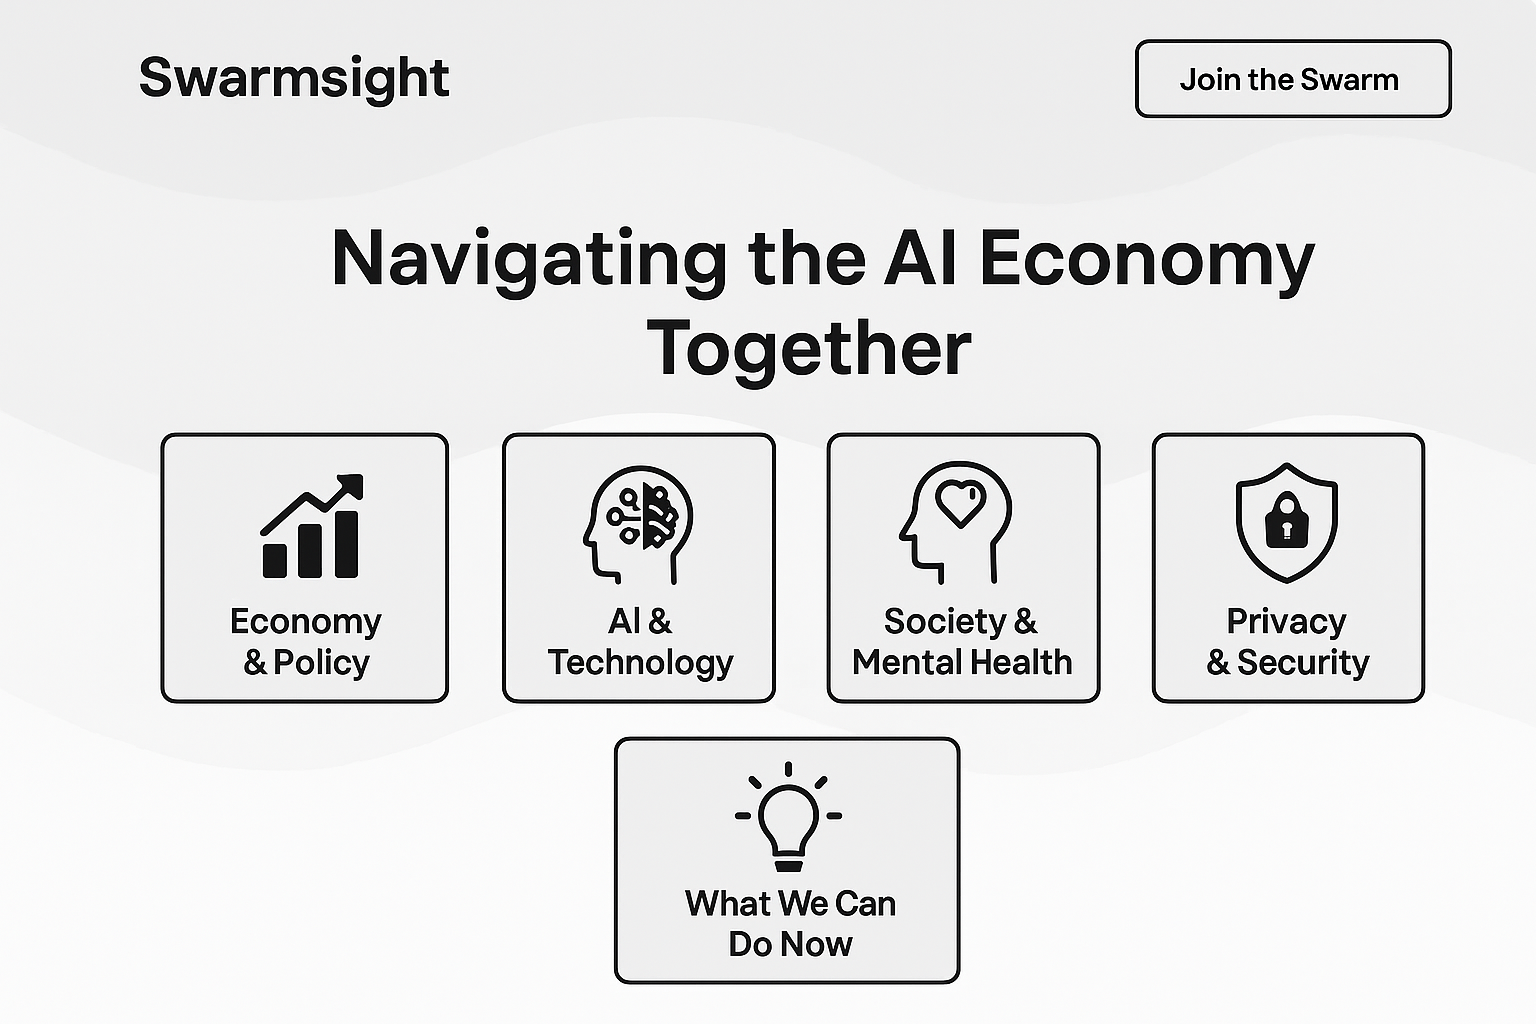 Swarmsight
Join the Swarm
Navigating the AI Economy
Together
Economy
& Policy
AI &
Technology
Society &
Mental Health
Privacy
& Security
What We Can
Do Now